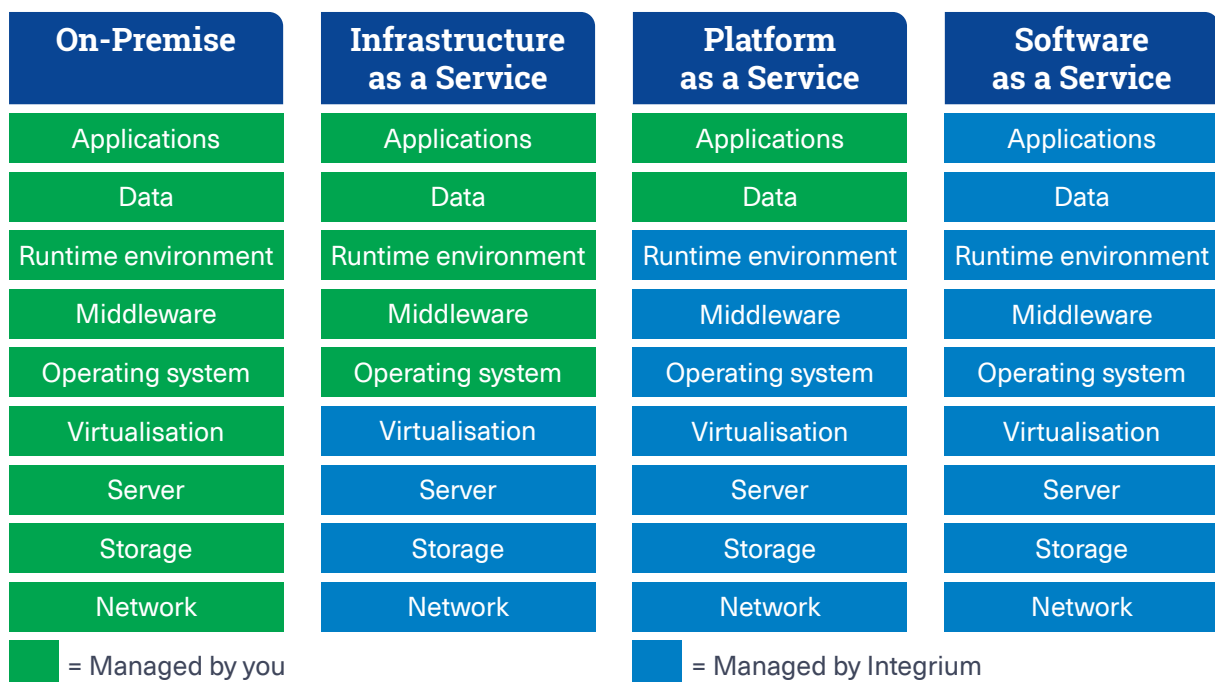 On-Premise
Applications
Data
Runtime environment
Middleware
Operating system
Virtualisation
Server
Storage
Network
Infrastructure
as a Service
Applications
Data
Runtime environment
Middleware
Operating system
Virtualisation
Server
Storage
Network
Platform
as a Service
Applications
Data
Runtime environment
Middleware
Operating system
Virtualisation
Server
Storage
Network
Software
as a Service
Applications
Data
Runtime environment
Middleware
Operating system
Virtualisation
Server
Storage
Network
= Managed by you
= Managed by Integrium